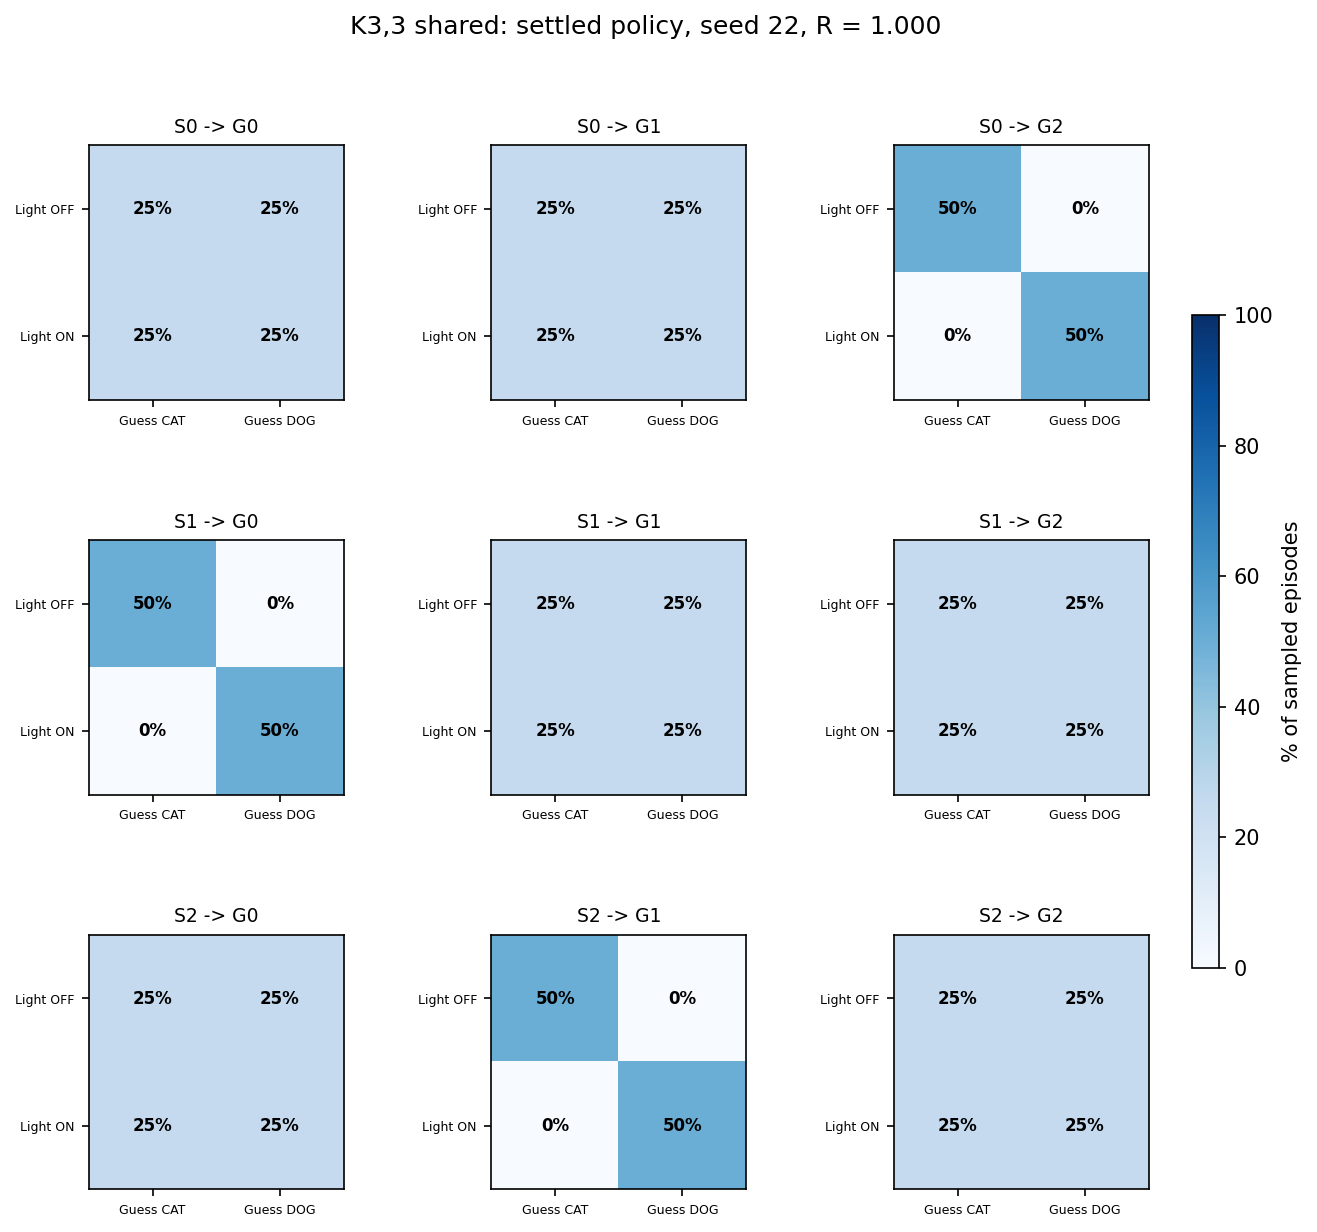 K3,3 shared: settled policy, seed 22, R = 1.000
S0 -> G0
S0 -> G1
S0 -> G2
Light OFF
25%
25%
Light OFF
25%
25%
Light OFF
50%
0%
Light ON
25%
25%
Light ON
25%
25%
Light ON
0%
50%
Guess CAT
Guess DOG
Guess CAT
Guess DOG
Guess CAT
Guess DOG
S1 -> G0
S1 -> G1
S1 -> G2
Light OFF
50%
0%
Light OFF
25%
25%
Light OFF
25%
25%
Light ON
0%
50%
Light ON
25%
25%
Light ON
25%
25%
Guess CAT
Guess DOG
Guess CAT
Guess DOG
Guess CAT
Guess DOG
S2 -> G0
S2 -> G1
S2 -> G2
Light OFF
25%
25%
Light OFF
50%
0%
Light OFF
25%
25%
Light ON
25%
25%
Light ON
0%
50%
Light ON
25%
25%
Guess CAT
Guess DOG
Guess CAT
Guess DOG
Guess CAT
Guess DOG
100
80
60
40
20
0
% of sampled episodes